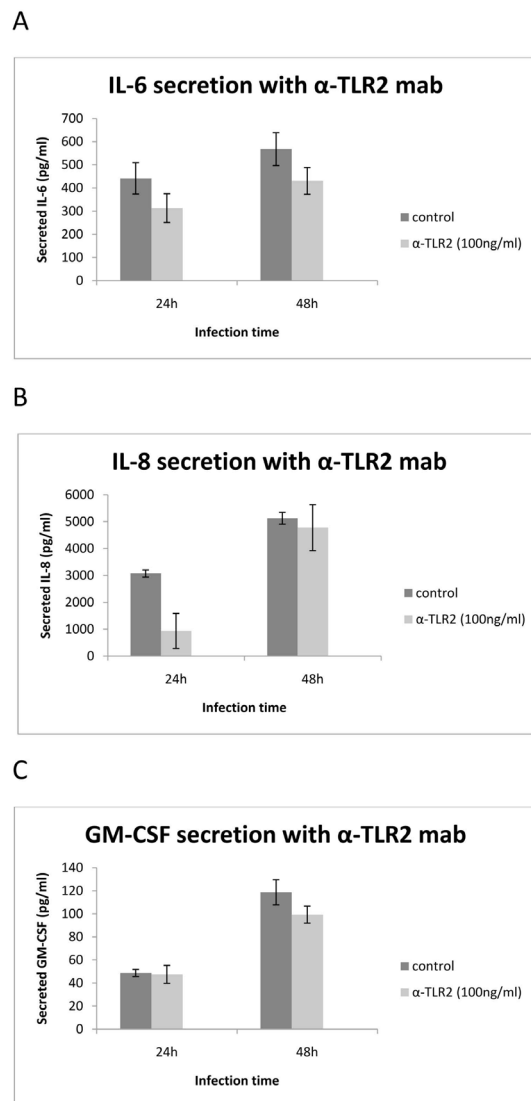 A
IL-6 secretion with α-TLR2 mab
Secreted IL-6 (pg/ml)
700
600
500
400
300
200
100
0
24h
48h
Infection time
control
α-TLR2 (100ng/ml)
B
IL-8 secretion with α-TLR2 mab
Secreted IL-8 (pg/ml)
6000
5000
4000
3000
2000
1000
0
24h
48h
Infection time
control
α-TLR2 (100ng/ml)
C
GM-CSF secretion with α-TLR2 mab
Secreted GM-CSF (pg/ml)
140
120
100
80
60
40
20
0
24h
48h
Infection time
control
α-TLR2 (100ng/ml)